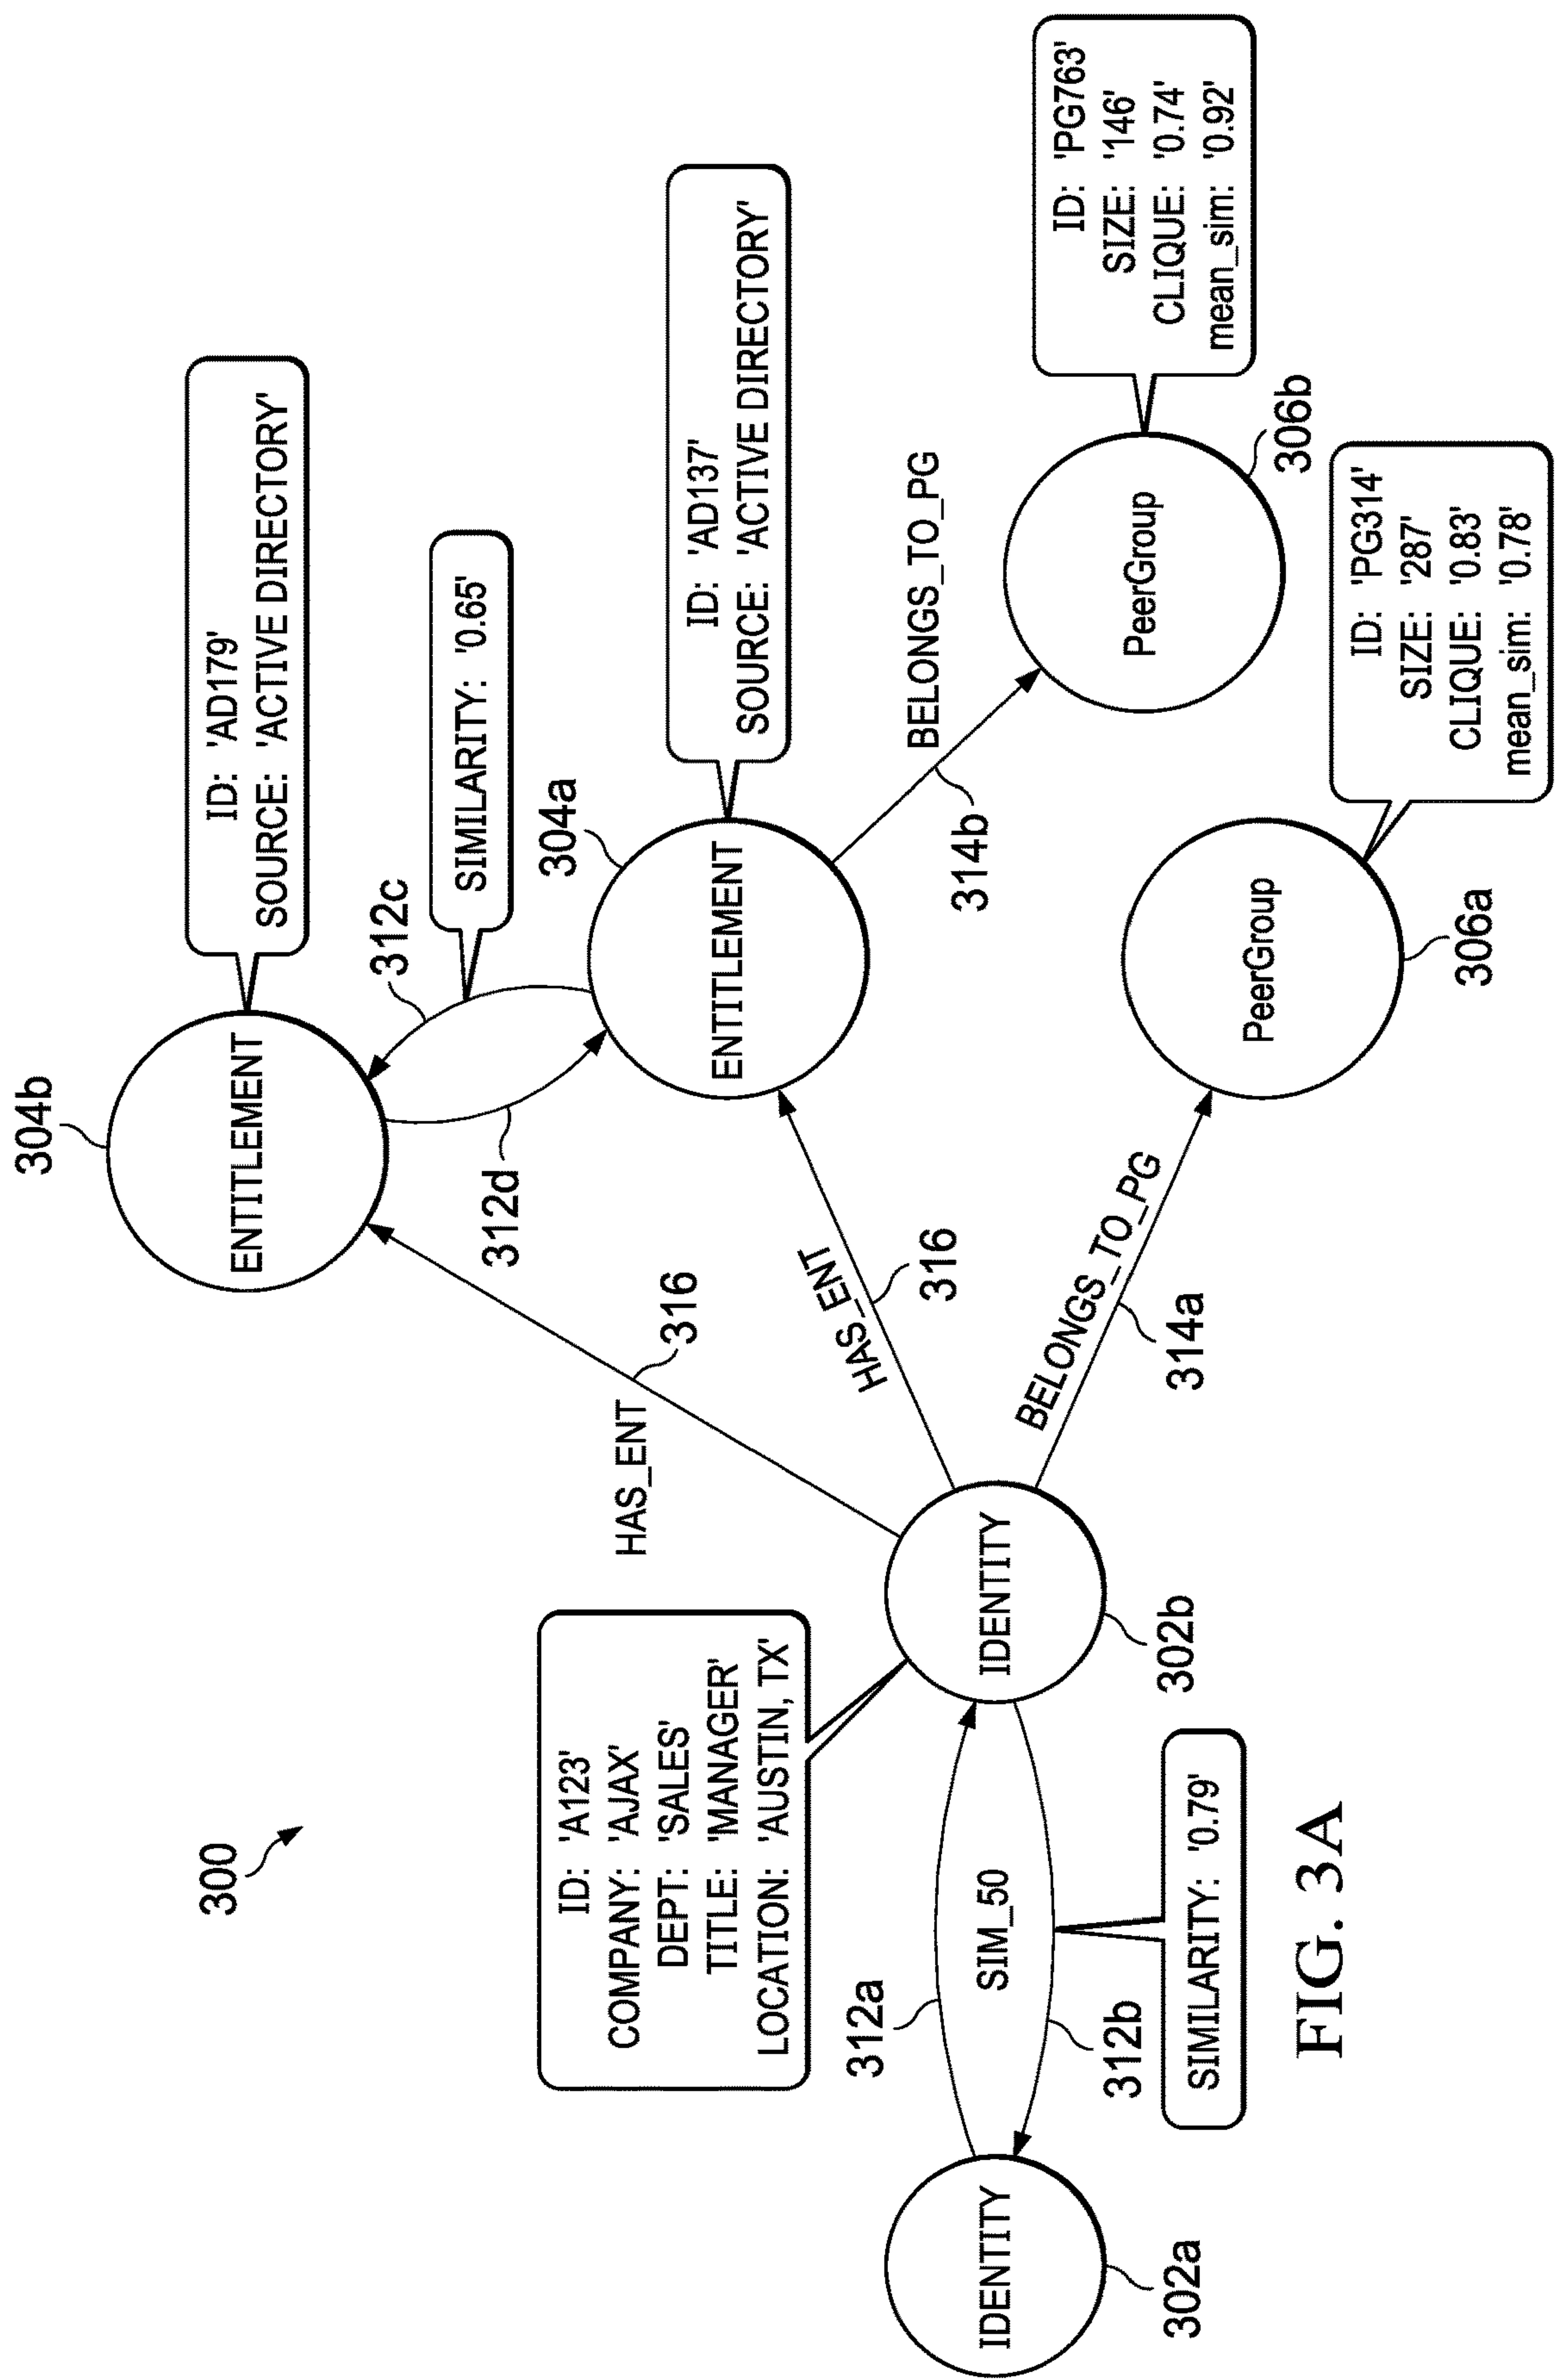 300
ID: 'A123'
COMPANY: 'AJAX'
DEPT: 'SALES'
TITLE: 'MANAGER'
LOCATION: 'AUSTIN, TX'
IDENTITY
302a
312a
SIM_50
312b
SIMILARITY: '0.79'
IDENTITY
302b
HAS_ENT
316
HAS_ENT
316
BELONGS_TO_PG
314a
304b
ENTITLEMENT
ID: 'AD179'
SOURCE: 'ACTIVE DIRECTORY'
312c
312d
SIMILARITY: '0.65'
304a
ENTITLEMENT
ID: 'AD137'
SOURCE: 'ACTIVE DIRECTORY'
BELONGS_TO_PG
314b
PeerGroup
306b
ID: 'PG763'
SIZE: '146'
CLIQUE: '0.74'
mean_sim: '0.92'
PeerGroup
306a
ID: 'PG314'
SIZE: '287'
CLIQUE: '0.83'
mean_sim: '0.78'
FIG. 3A